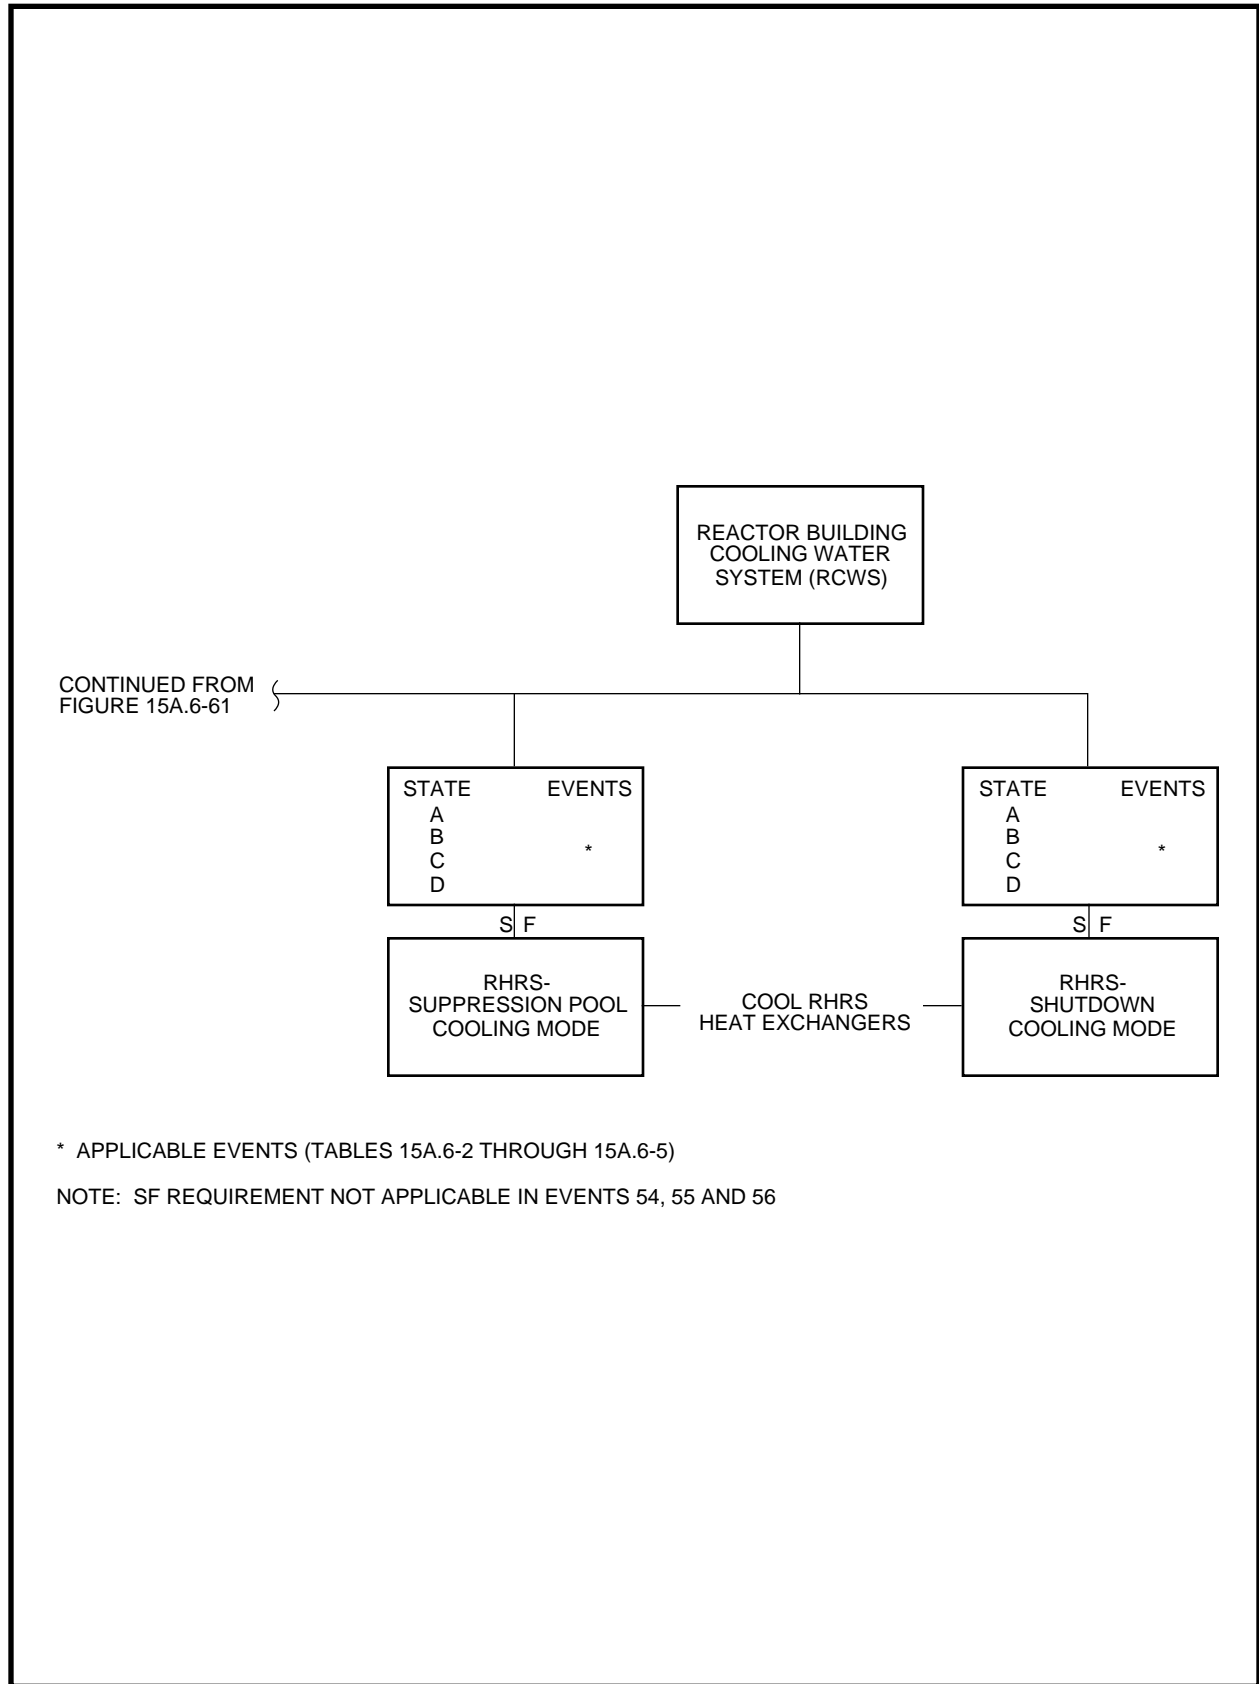 REACTOR BUILDING
COOLING WATER
SYSTEM (RCWS)
CONTINUED FROM
FIGURE 15A.6-61
STATE EVENTS
A
B
C
D
*
S F
RHRS-
SUPPRESSION POOL
COOLING MODE
COOL RHRS
HEAT EXCHANGERS
STATE EVENTS
A
B
C
D
*
S F
RHRS-
SHUTDOWN
COOLING MODE
* APPLICABLE EVENTS (TABLES 15A.6-2 THROUGH 15A.6-5)
NOTE: SF REQUIREMENT NOT APPLICABLE IN EVENTS 54, 55 AND 56